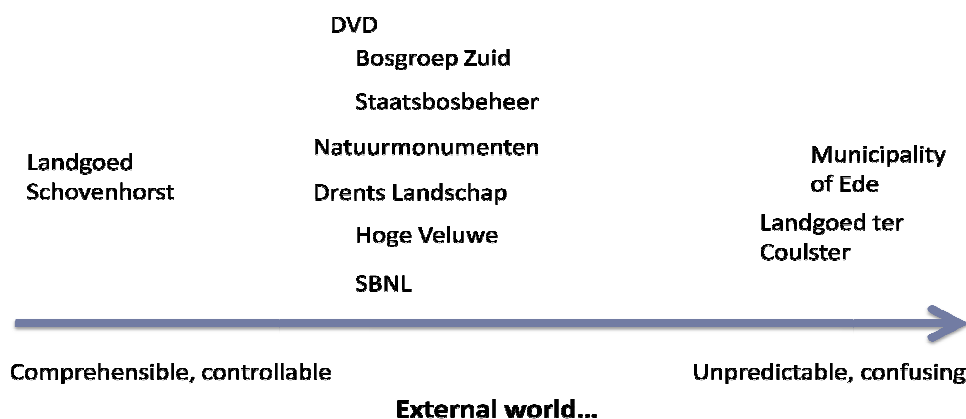 DVD
Bosgroep Zuid
Staatsbosbeheer
Natuurmonumenten
Landgoed
Schovenhorst
Drents Landschap
Hoge Veluwe
SBNL
Municipality
of Ede
Landgoed ter
Coulster
Comprehensible, controllable
Unpredictable, confusing
External world...